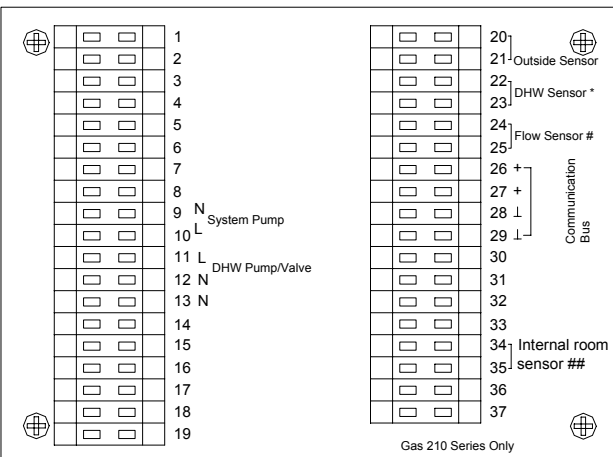 1
2
3
4
5
6
7
8
9 N
System Pump
10 L
11 L
DHW Pump/Valve
12 N
13 N
14
15
16
17
18
19
20
21
Outside Sensor
22
23
DHW Sensor *
24
25
Flow Sensor #
26 +
27 +
28 ⊥
29 ⊥
Communication
Bus
30
31
32
33
34
35
Internal room
sensor ##
36
37
Gas 210 Series Only